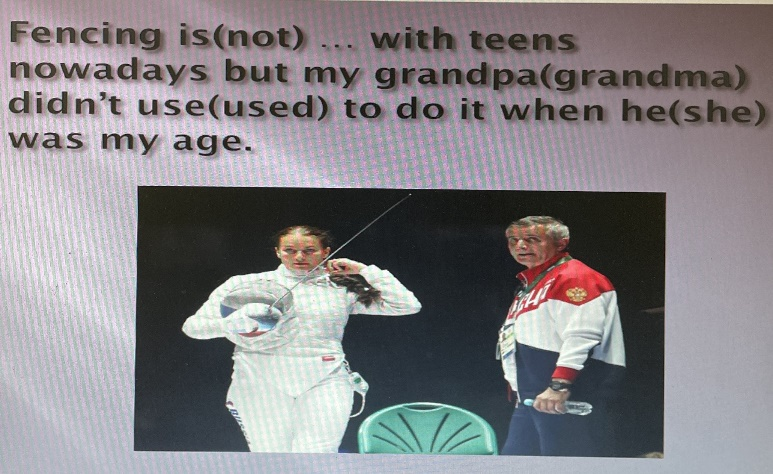 Fencing is(not) ... with teens
nowadays but my grandpa(grandma)
didn't use(used) to do it when he(she)
was my age.